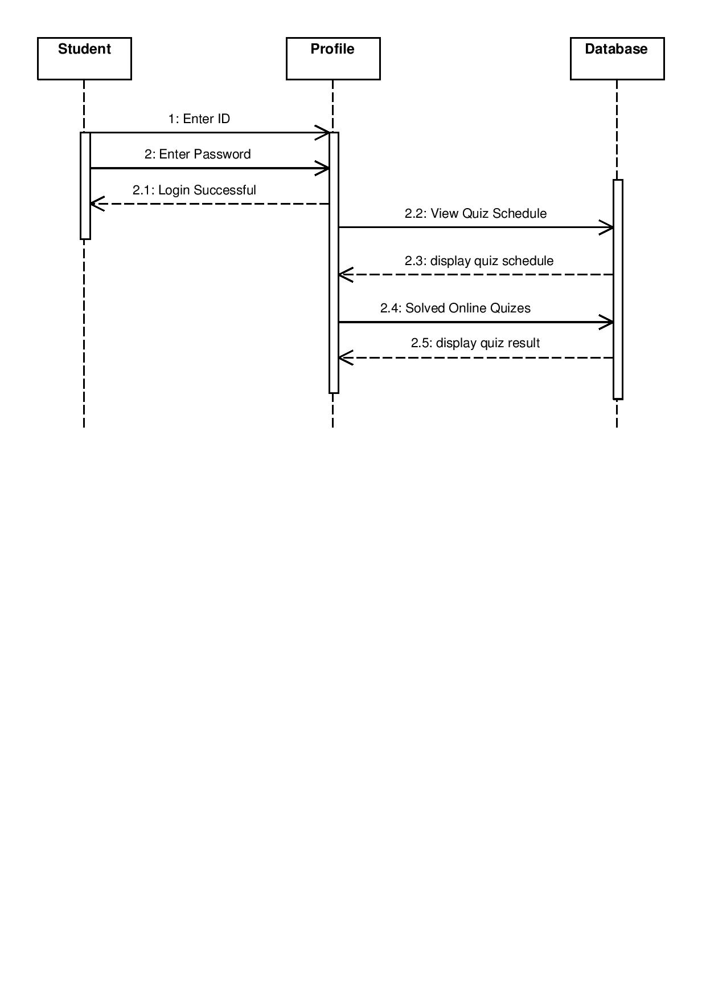 Student
Profile
Database
1: Enter ID
2: Enter Password
2.1: Login Successful
2.2: View Quiz Schedule
2.3: display quiz schedule
2.4: Solved Online Quizes
2.5: display quiz result